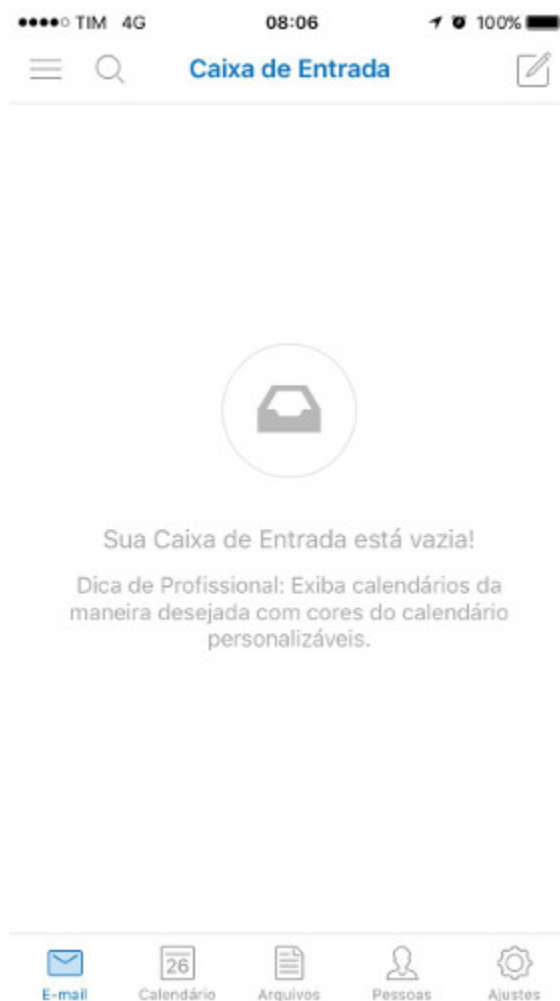 TIM 4G 08:06 100%
Caixa de Entrada
Sua Caixa de Entrada está vazia!
Dica de Profissional: Exiba calendários da
maneira desejada com cores do calendário
personalizáveis.
26
E-mail Calendário Arquivos Pessoas Ajustes